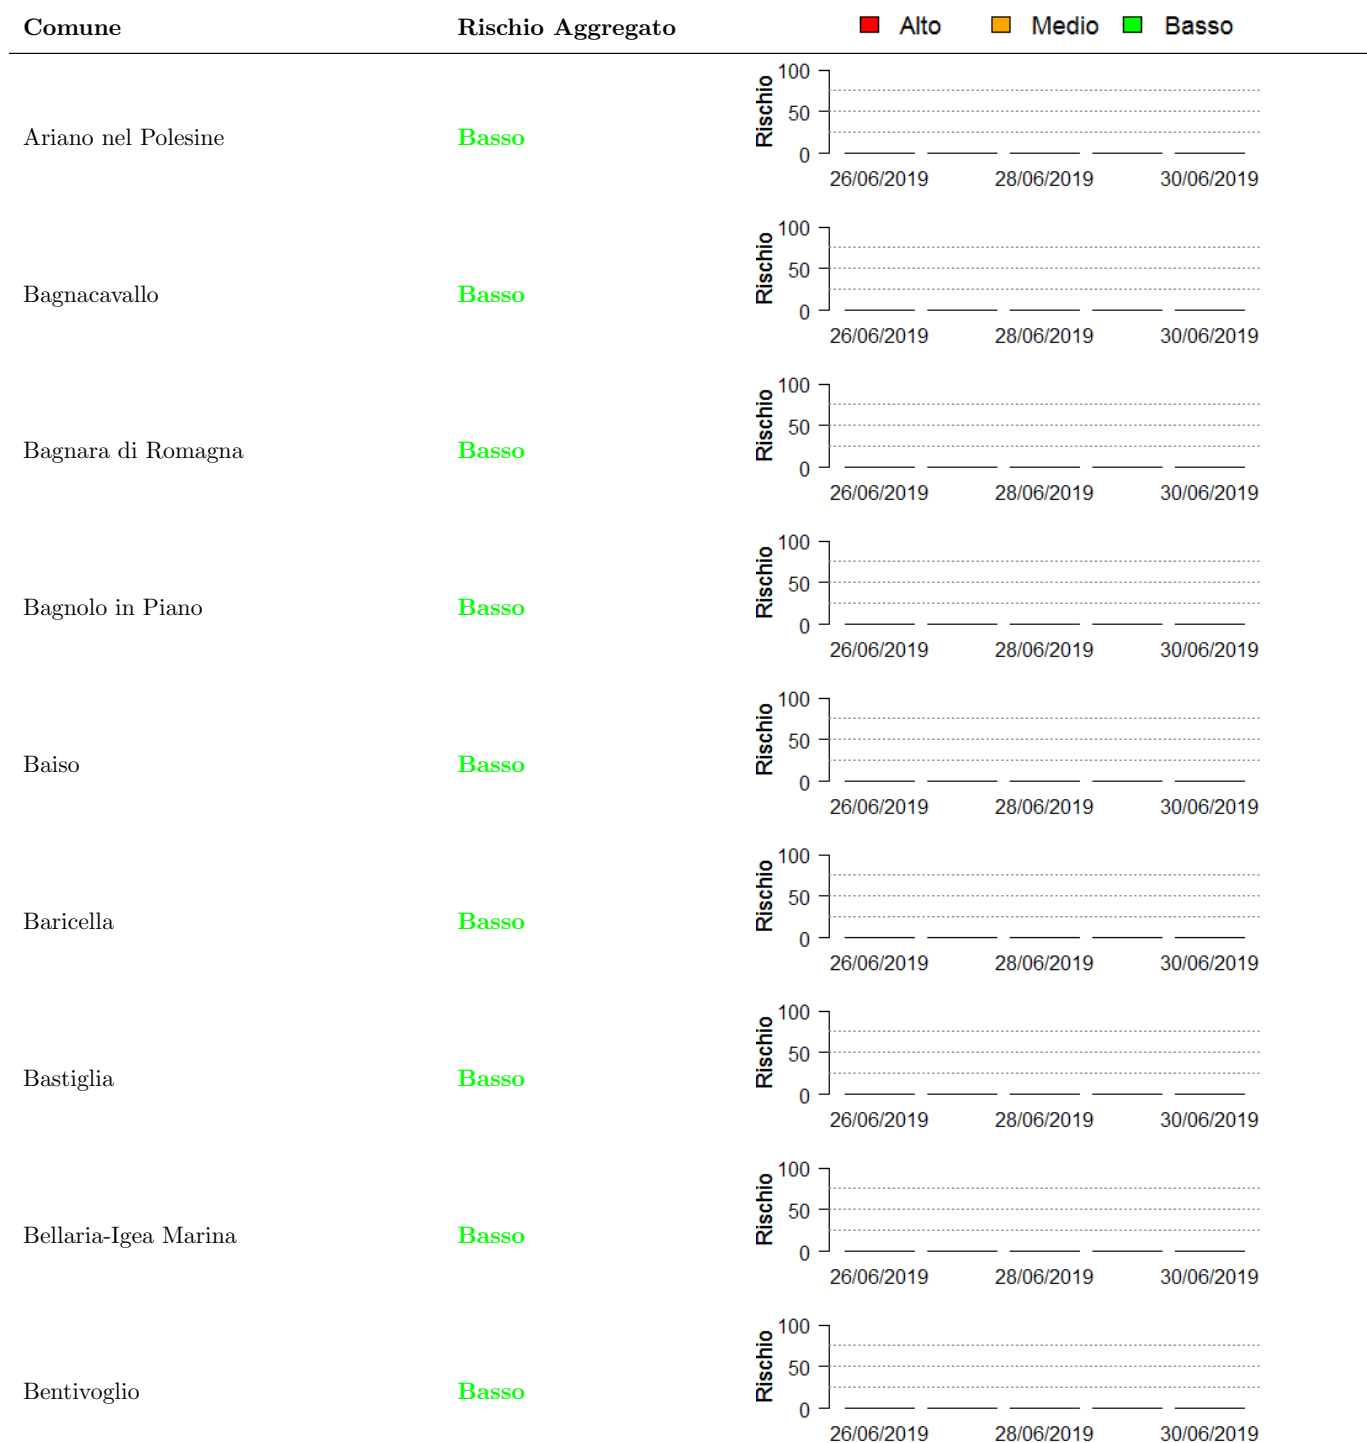 Comune Rischio Aggregato Alto Medio Basso
Ariano nel Polesine Basso
Rischio
100
50
0
26/06/2019 28/06/2019 30/06/2019
Bagnacavallo Basso
Rischio
100
50
0
26/06/2019 28/06/2019 30/06/2019
Bagnara di Romagna Basso
Rischio
100
50
0
26/06/2019 28/06/2019 30/06/2019
Bagnolo in Piano Basso
Rischio
100
50
0
26/06/2019 28/06/2019 30/06/2019
Baiso Basso
Rischio
100
50
0
26/06/2019 28/06/2019 30/06/2019
Baricella Basso
Rischio
100
50
0
26/06/2019 28/06/2019 30/06/2019
Bastiglia Basso
Rischio
100
50
0
26/06/2019 28/06/2019 30/06/2019
Bellaria-Igea Marina Basso
Rischio
100
50
0
26/06/2019 28/06/2019 30/06/2019
Bentivoglio Basso
Rischio
100
50
0
26/06/2019 28/06/2019 30/06/2019